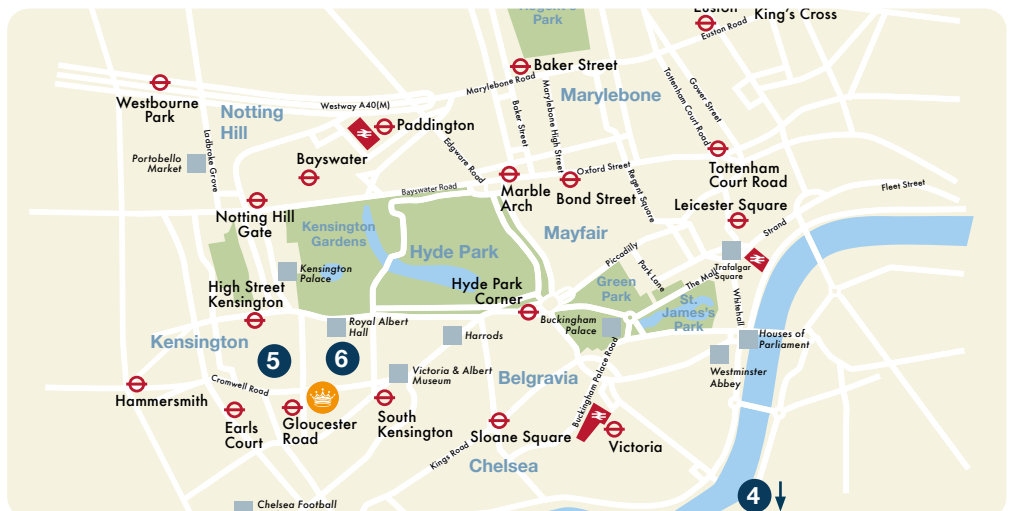 Regent's
Park
Euston
King's Cross
Euston Road
Baker Street
Marylebone Road
Marylebone
Westbourne
Park
Notting
Hill
Westway A40(M)
Paddington
Baker Street
Marylebone High Street
Tottenham Court Road
Gower Street
Portobello
Market
Ladbroke Grove
Bayswater
Edgware Road
Oxford Street
Tottenham
Court Road
Bayswater Road
Marble
Arch
Bond Street
Regent Square
Fleet Street
Notting Hill
Gate
Leicester Square
Kensington
Gardens
Hyde Park
Mayfair
Piccadilly
Strand
Trafalgar
Square
Kensington
Palace
High Street
Kensington
Hyde Park
Corner
Green
Park
Park Lane
The Mall
St.
James's
Park
Whitehall
Kensington
Royal Albert
Hall
Harrods
Buckingham
Palace
Houses of
Parliament
5
6
Victoria & Albert
Museum
Belgravia
Buckingham Palace Road
Westminster
Abbey
Hammersmith
Cromwell Road
Earls
Court
Gloucester
Road
South
Kensington
Sloane Square
Victoria
Kings Road
Chelsea
4
Chelsea Football